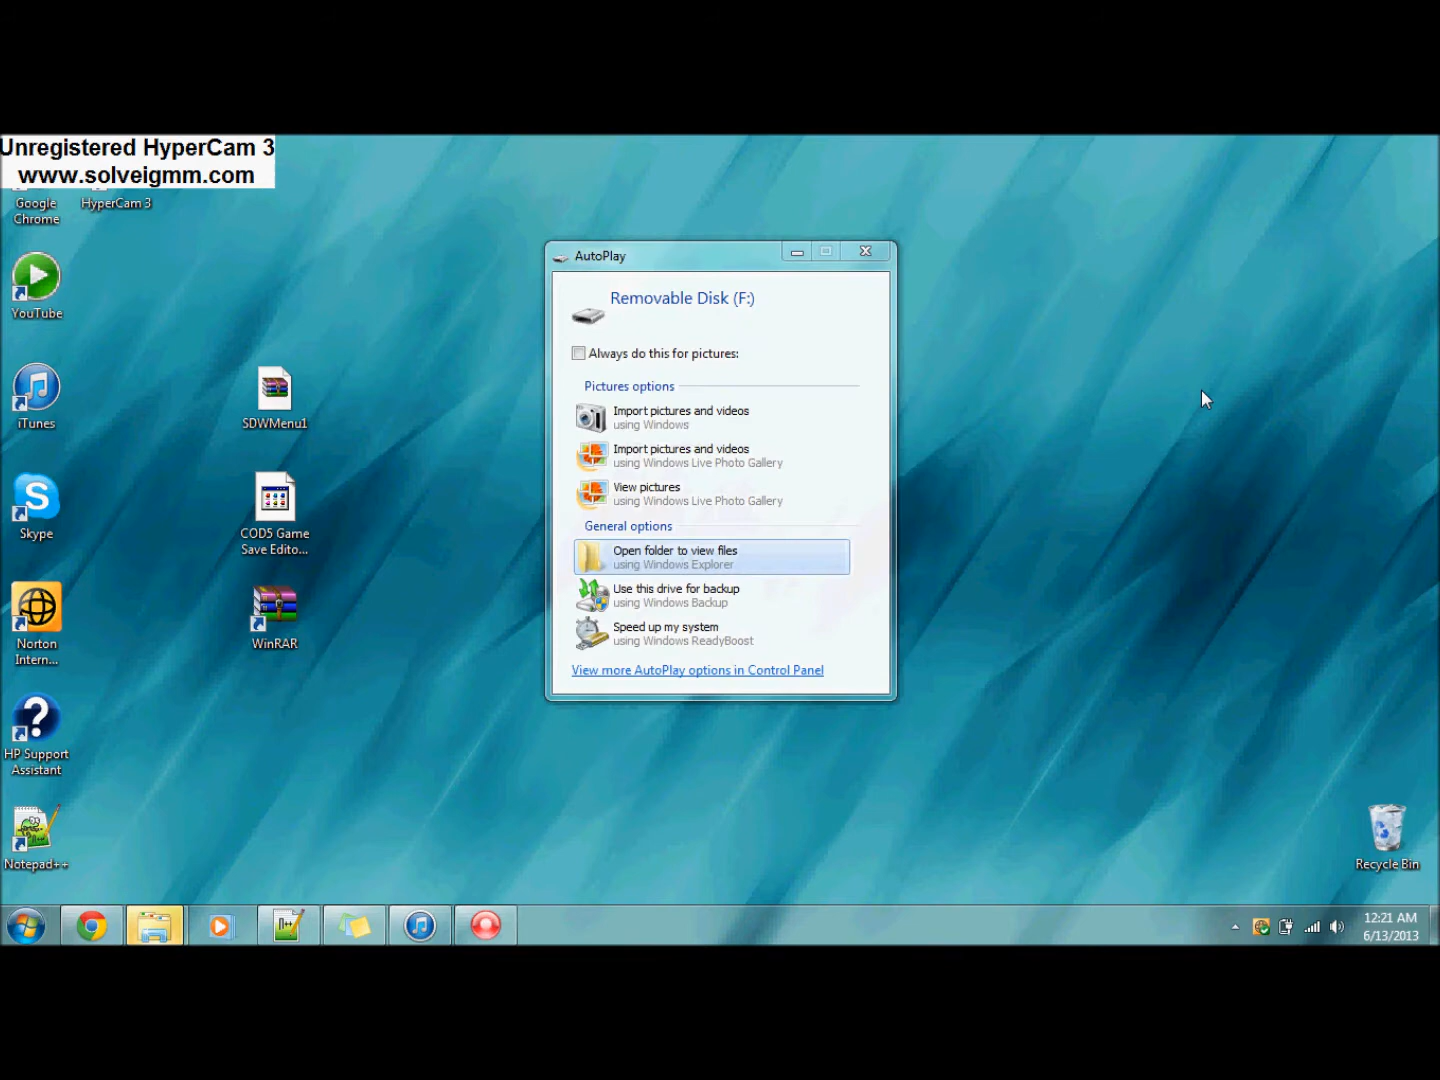 Unregistered HyperCam 3
www.solveigmm.com
Google
Chrome
HyperCam 3
YouTube
iTunes
Skype
Norton
Intern...
HP Support
Assistant
Notepad++
SDWMenu1
COD5 Game
Save Edito...
WinRAR
AutoPlay
Removable Disk (F:)
Always do this for pictures:
Pictures options
Import pictures and videos
using Windows
Import pictures and videos
using Windows Live Photo Gallery
View pictures
using Windows Live Photo Gallery
General options
Open folder to view files
using Windows Explorer
Use this drive for backup
using Windows Backup
Speed up my system
using Windows ReadyBoost
View more AutoPlay options in Control Panel
Recycle Bin
12:21 AM
6/13/2013